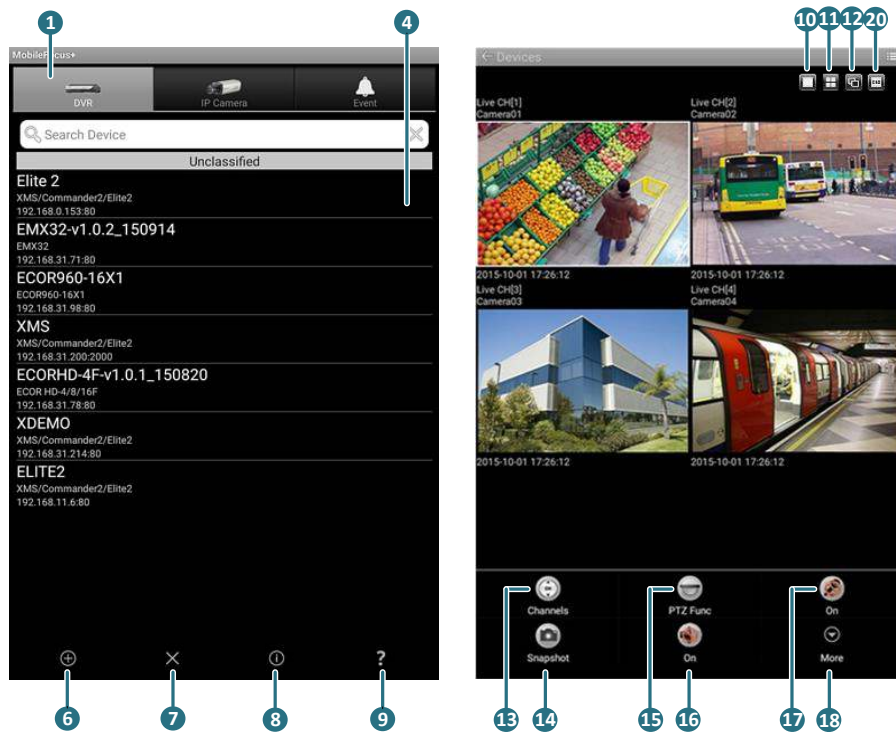 1
4
MobileFocus+
DVR
IP Camera
Event
Search Device
Unclassified
Elite 2
XMS/Commander2/Elite2
192.168.0.153:80
EMX32-v1.0.2_150914
EMX32
192.168.31.71:80
ECOR960-16X1
ECOR960-16X1
192.168.31.98:80
XMS
XMS/Commander2/Elite2
192.168.31.200:2000
ECORHD-4F-v1.0.1_150820
ECOR HD-4/8/16F
192.168.31.78:80
XDEMO
XMS/Commander2/Elite2
192.168.31.214:80
ELITE2
XMS/Commander2/Elite2
192.168.11.6:80
6
7
8
9
10 11 12 20
Devices
Live CH[1]
Camera01
Live CH[2]
Camera02
2015-10-01 17:26:12
2015-10-01 17:26:12
Live CH[3]
Camera03
Live CH[4]
Camera04
2015-10-01 17:26:12
2015-10-01 17:26:12
Channels
PTZ Func
On
Snapshot
On
More
13
14
15
16
17
18